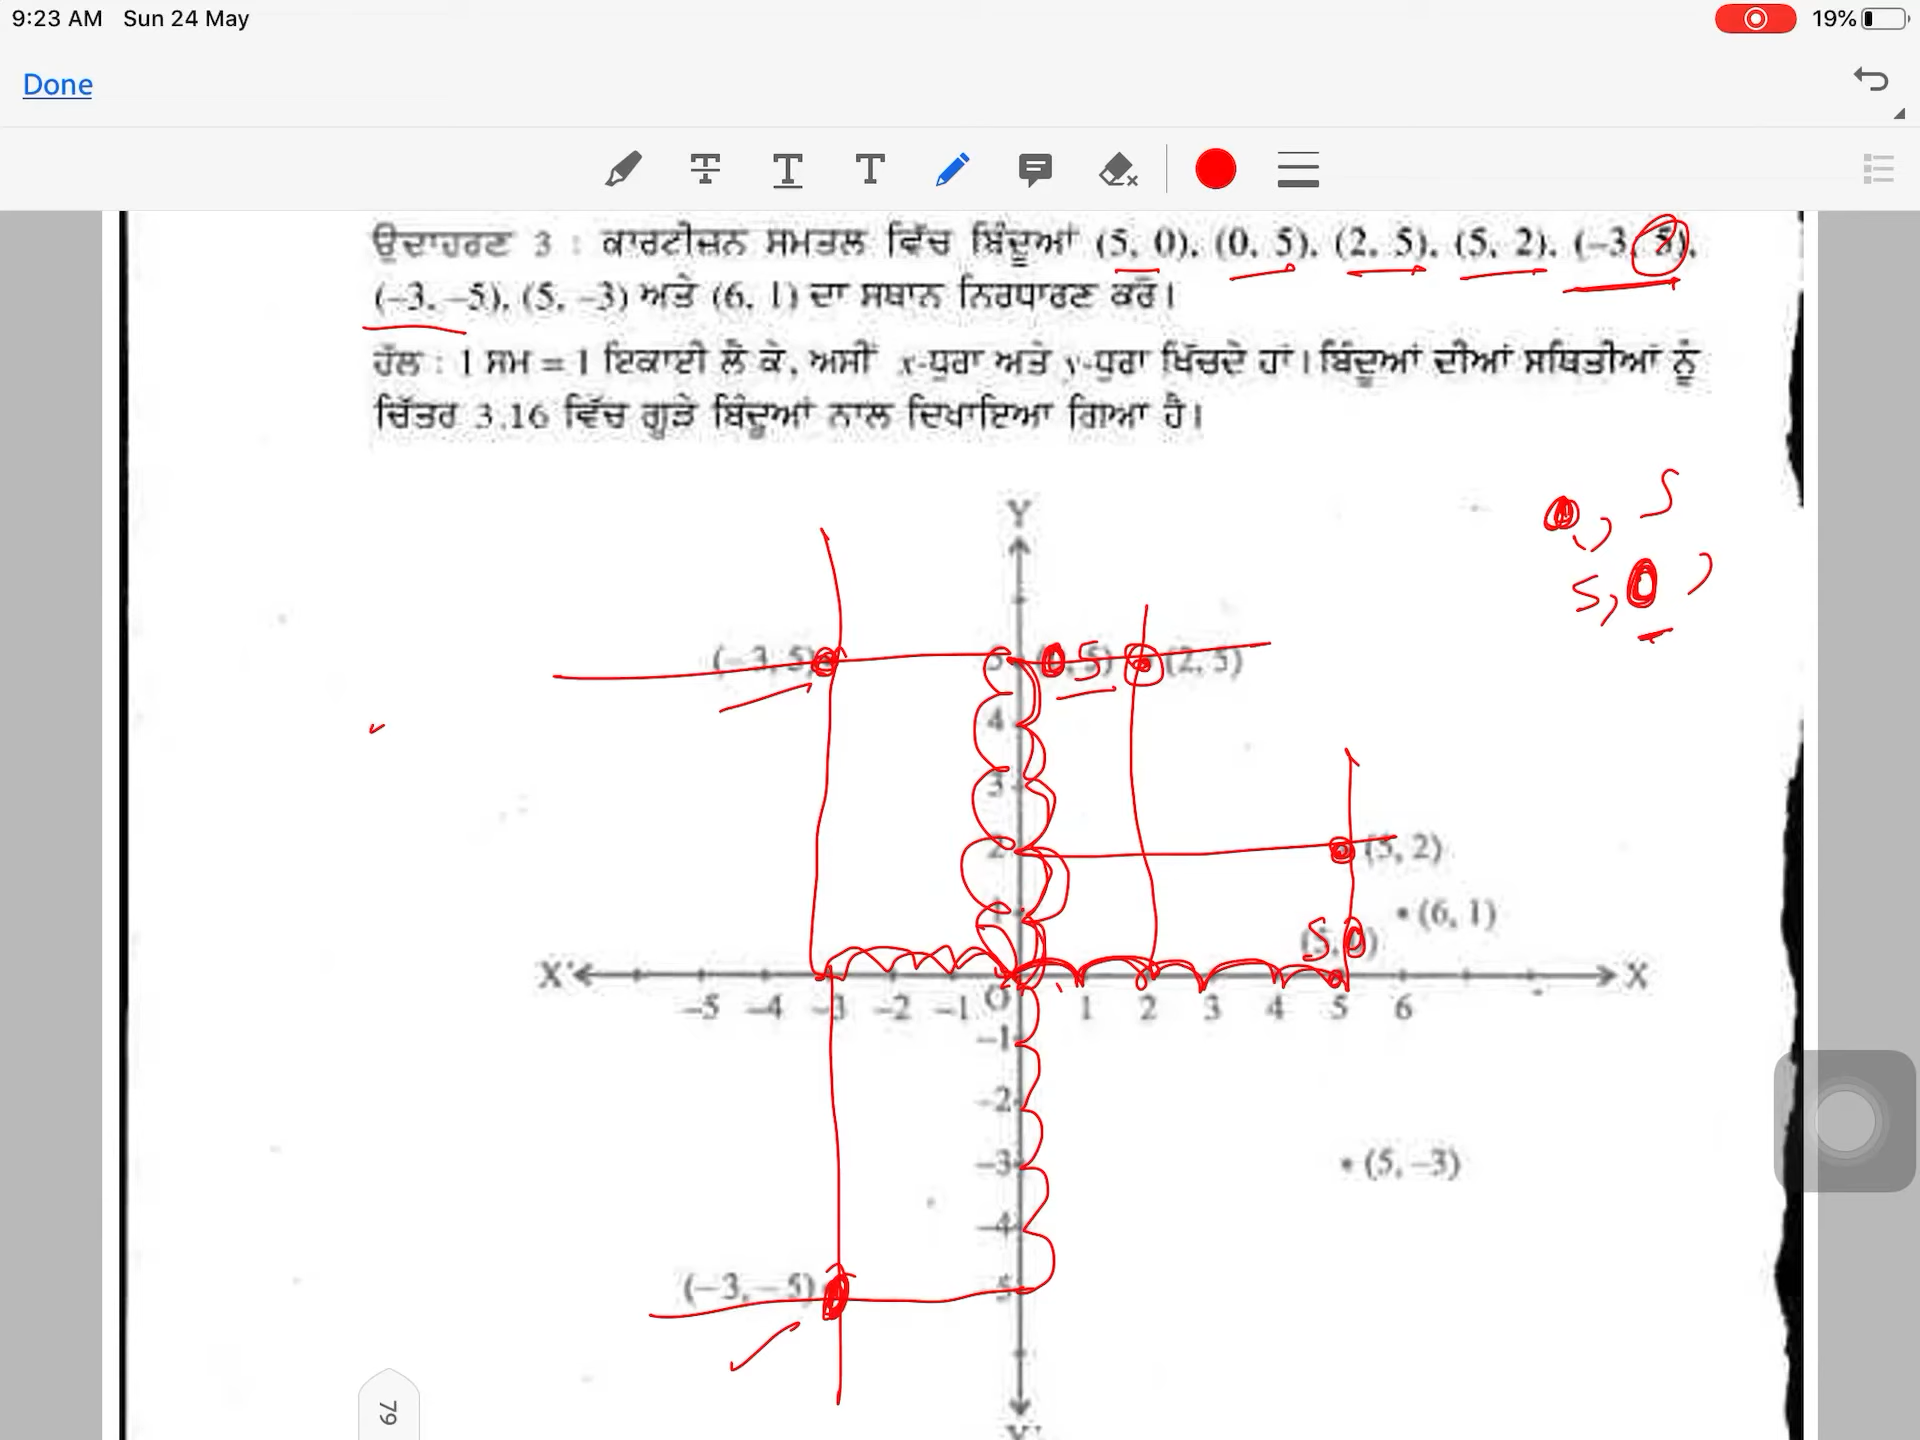 9:23 AM Sun 24 May
19%
Done
ਉਦਾਹਰਣ 3 : ਕਾਰਟੀਜ਼ਨ ਸਮਤਲ ਵਿੱਚ ਬਿੰਦੂਆਂ (5, 0), (0, 5), (2, 5), (5, 2), (–3, 5),
(–3, –5), (5, –3) ਅਤੇ (6, 1) ਦਾ ਸਥਾਨ ਨਿਰਧਾਰਣ ਕਰੋ।
ਹੱਲ : 1 ਸਮ = 1 ਇਕਾਈ ਲੈ ਕੇ, ਅਸੀਂ x-ਧੁਰਾ ਅਤੇ y-ਧੁਰਾ ਖਿੱਚਦੇ ਹਾਂ। ਬਿੰਦੂਆਂ ਦੀਆਂ ਸਥਿਤੀਆਂ ਨੂੰ
ਚਿੱਤਰ 3.16 ਵਿੱਚ ਗੂੜੇ ਬਿੰਦੂਆਂ ਨਾਲ ਦਿਖਾਇਆ ਗਿਆ ਹੈ।
0, 5
5, 0 )
Y
(–3, 5) 5 (0, 5) (2, 5)
4
3
2 (5, 2)
1 (6, 1)
(5, 0)
X' X
–5 –4 –3 –2 –1 O 1 2 3 4 5 6
–1
–2
–3 (5, –3)
–4
(–3, –5) 5
Y'
79